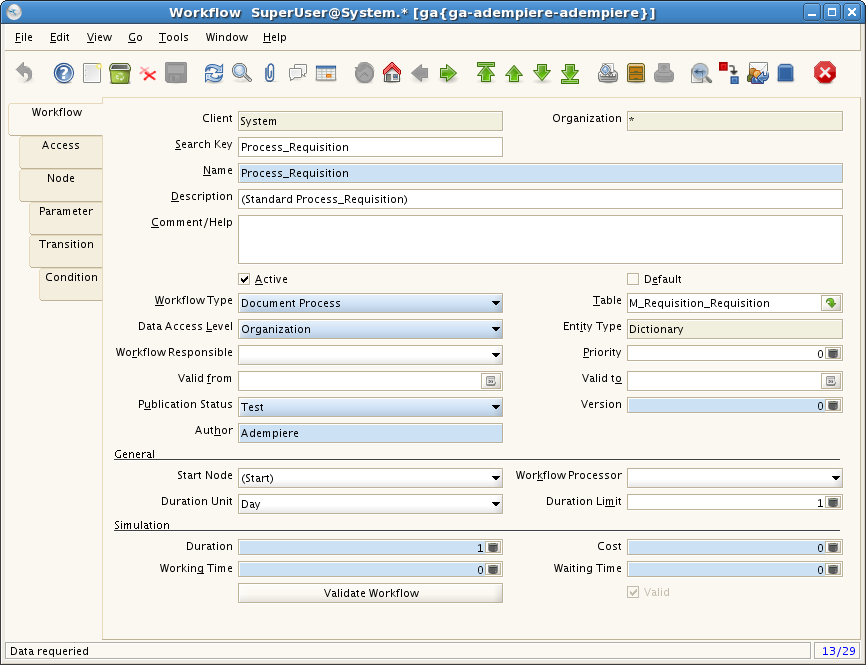 Workflow SuperUser@System.* [ga{ga-adempiere-adempiere}]
File Edit View Go Tools Window Help
Workflow
Access
Node
Parameter
Transition
Condition
Client System Organization *
Search Key Process_Requisition
Name Process_Requisition
Description (Standard Process_Requisition)
Comment/Help
Active Default
Workflow Type Document Process Table M_Requisition_Requisition
Data Access Level Organization Entity Type Dictionary
Workflow Responsible Priority 0
Valid from Valid to
Publication Status Test Version 0
Author Adempiere
General
Start Node (Start) Workflow Processor
Duration Unit Day Duration Limit 1
Simulation
Duration 1 Cost 0
Working Time 0 Waiting Time 0
Validate Workflow Valid
Data requeried 13/29